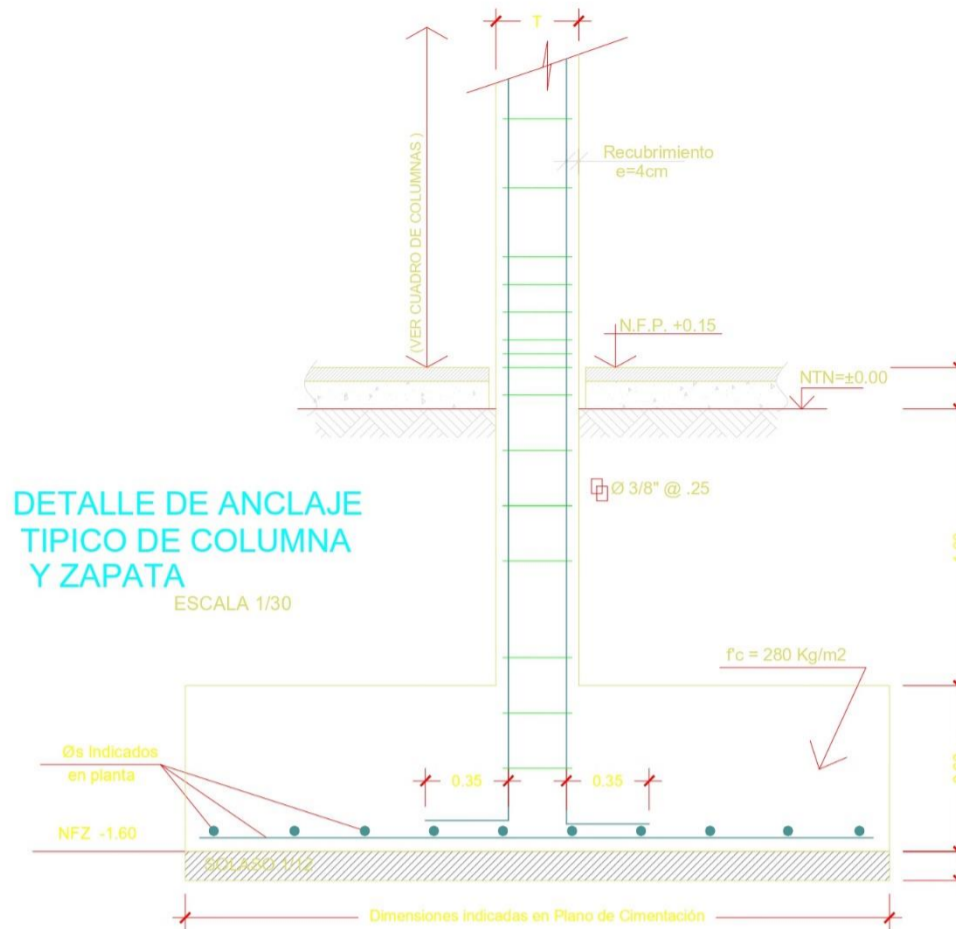 T
Recubrimiento
e=4cm
(VER CUADRO DE COLUMNAS )
N.F.P. +0.15
NTN=±0.00
Ø 3/8" @ .25
DETALLE DE ANCLAJE
TIPICO DE COLUMNA
Y ZAPATA
ESCALA 1/30
f'c = 280 Kg/m2
Øs Indicados
en planta
0.35
0.35
NFZ -1.60
SOLADO 1/12
Dimensiones indicadas en Plano de Cimentación